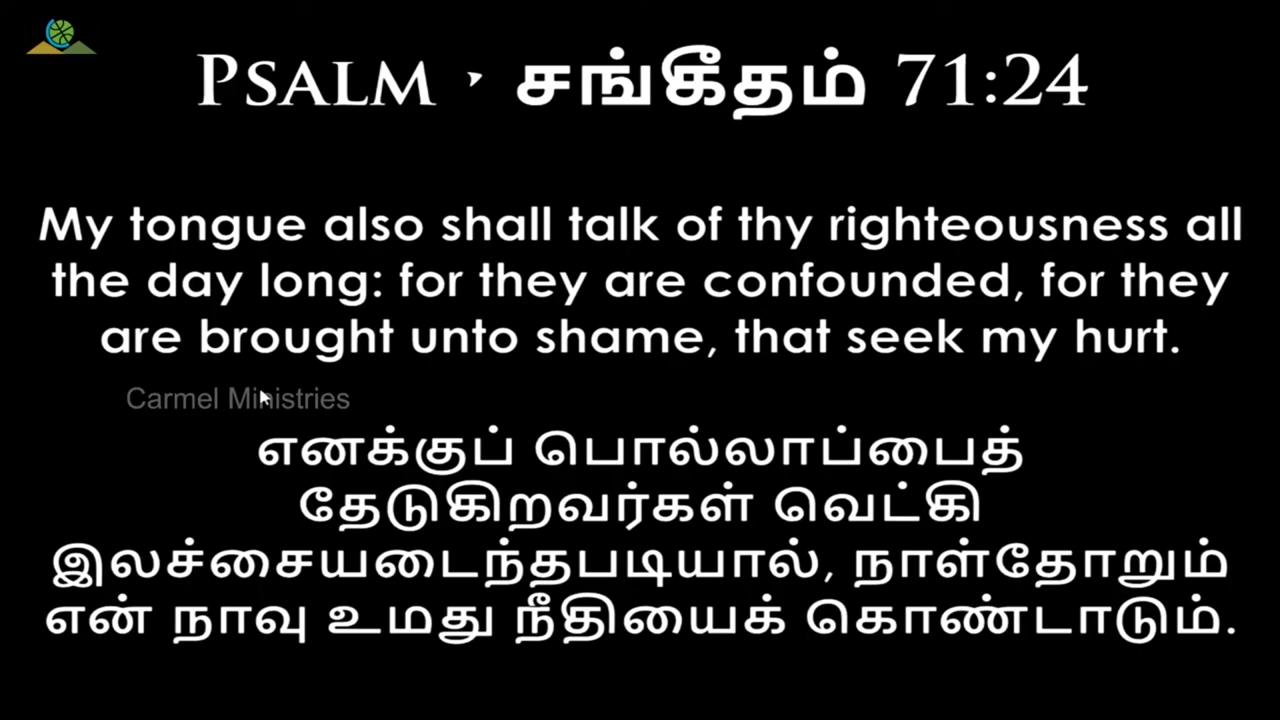 PSALM • சங்கீதம் 71:24
My tongue also shall talk of thy righteousness all
the day long: for they are confounded, for they
are brought unto shame, that seek my hurt.
Carmel Ministries
எனக்குப் பொல்லாப்பைத்
தேடுகிறவர்கள் வெட்கி
இலச்சையடைந்தபடியால், நாள்தோறும்
என் நாவு உமது நீதியைக் கொண்டாடும்.